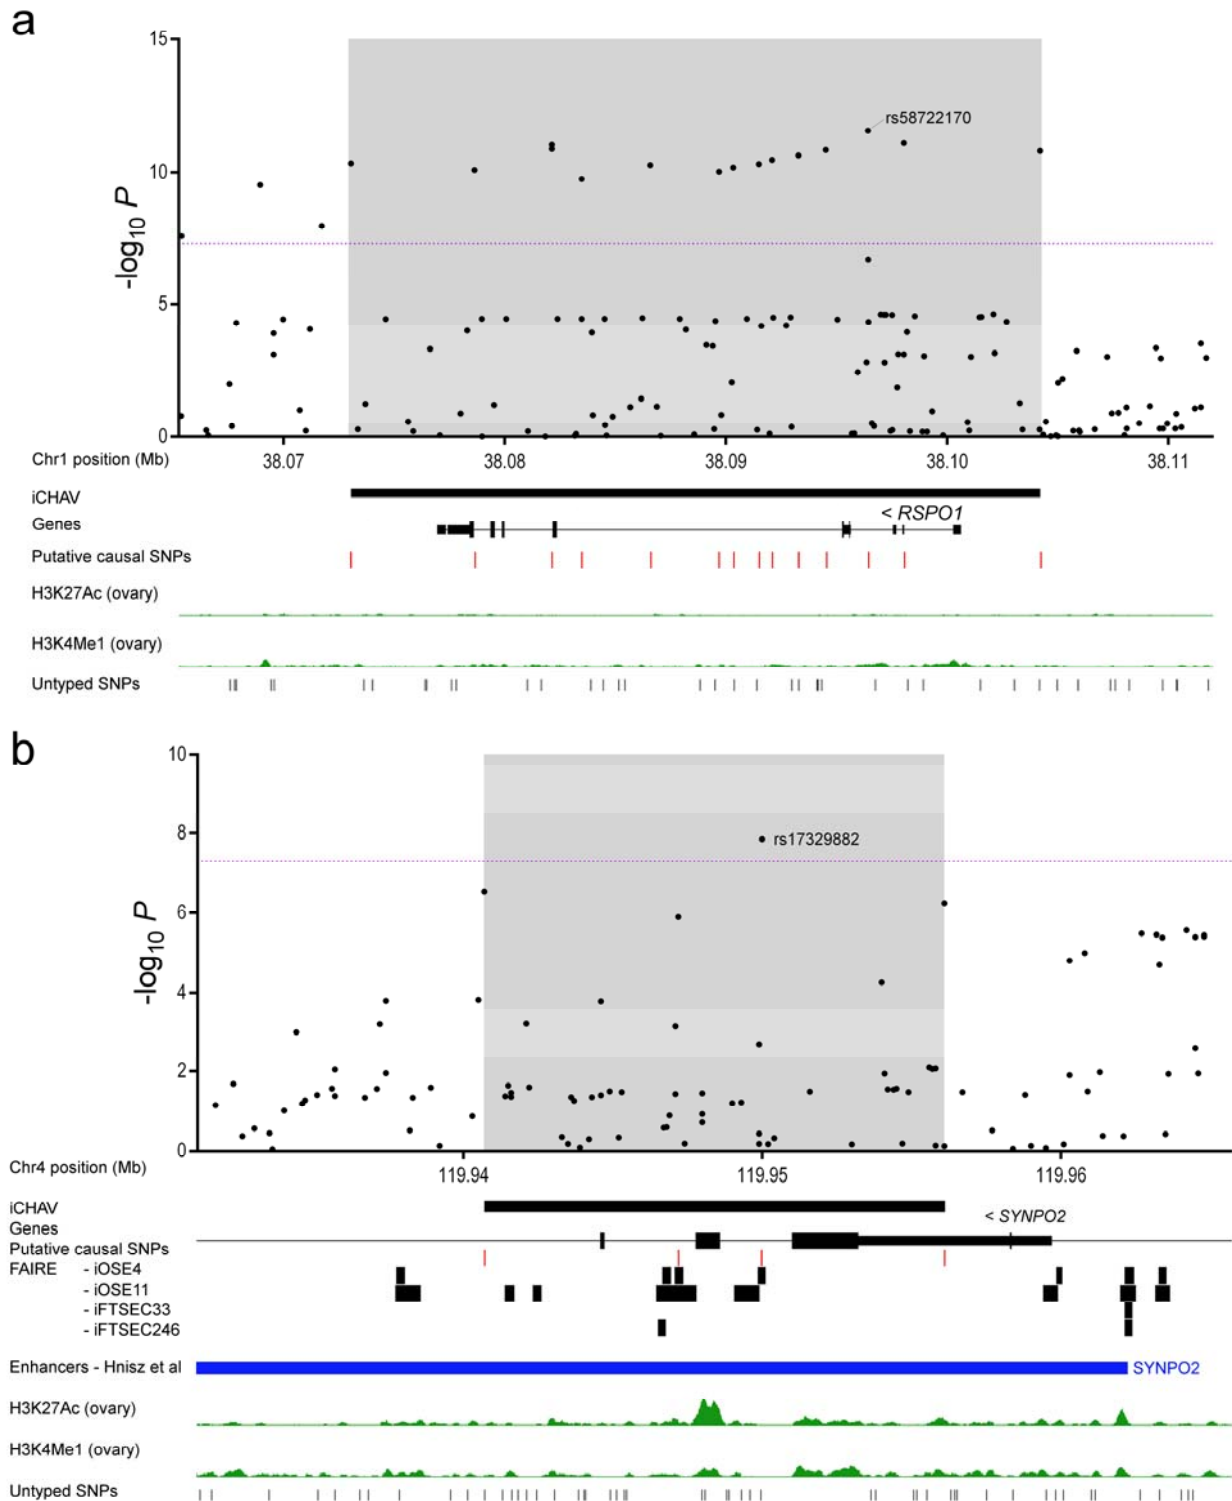 a
15
10
5
0
-log10 P
rs58722170
Chr1 position (Mb)
38.07 38.08 38.09 38.10 38.11
iCHAV
Genes
< RSPO1
Putative causal SNPs
H3K27Ac (ovary)
H3K4Me1 (ovary)
Untyped SNPs
b
10
8
6
4
2
0
-log10 P
rs17329882
Chr4 position (Mb)
119.94 119.95 119.96
iCHAV
Genes
< SYNPO2
Putative causal SNPs
FAIRE - iOSE4
- iOSE11
- iFTSEC33
- iFTSEC246
Enhancers - Hnisz et al
SYNPO2
H3K27Ac (ovary)
H3K4Me1 (ovary)
Untyped SNPs